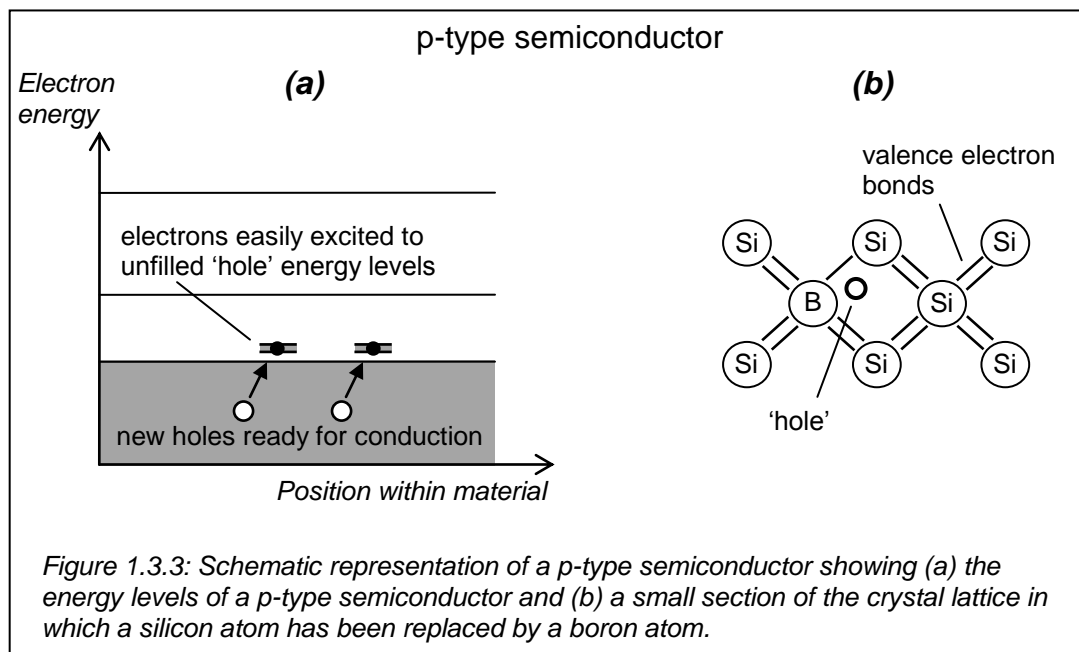 p-type semiconductor
(a)
Electron
energy
electrons easily excited to
unfilled ‘hole’ energy levels
new holes ready for conduction
Position within material
(b)
valence electron
bonds
Si Si Si
B Si
Si Si Si
‘hole’
Figure 1.3.3: Schematic representation of a p-type semiconductor showing (a) the
energy levels of a p-type semiconductor and (b) a small section of the crystal lattice in
which a silicon atom has been replaced by a boron atom.